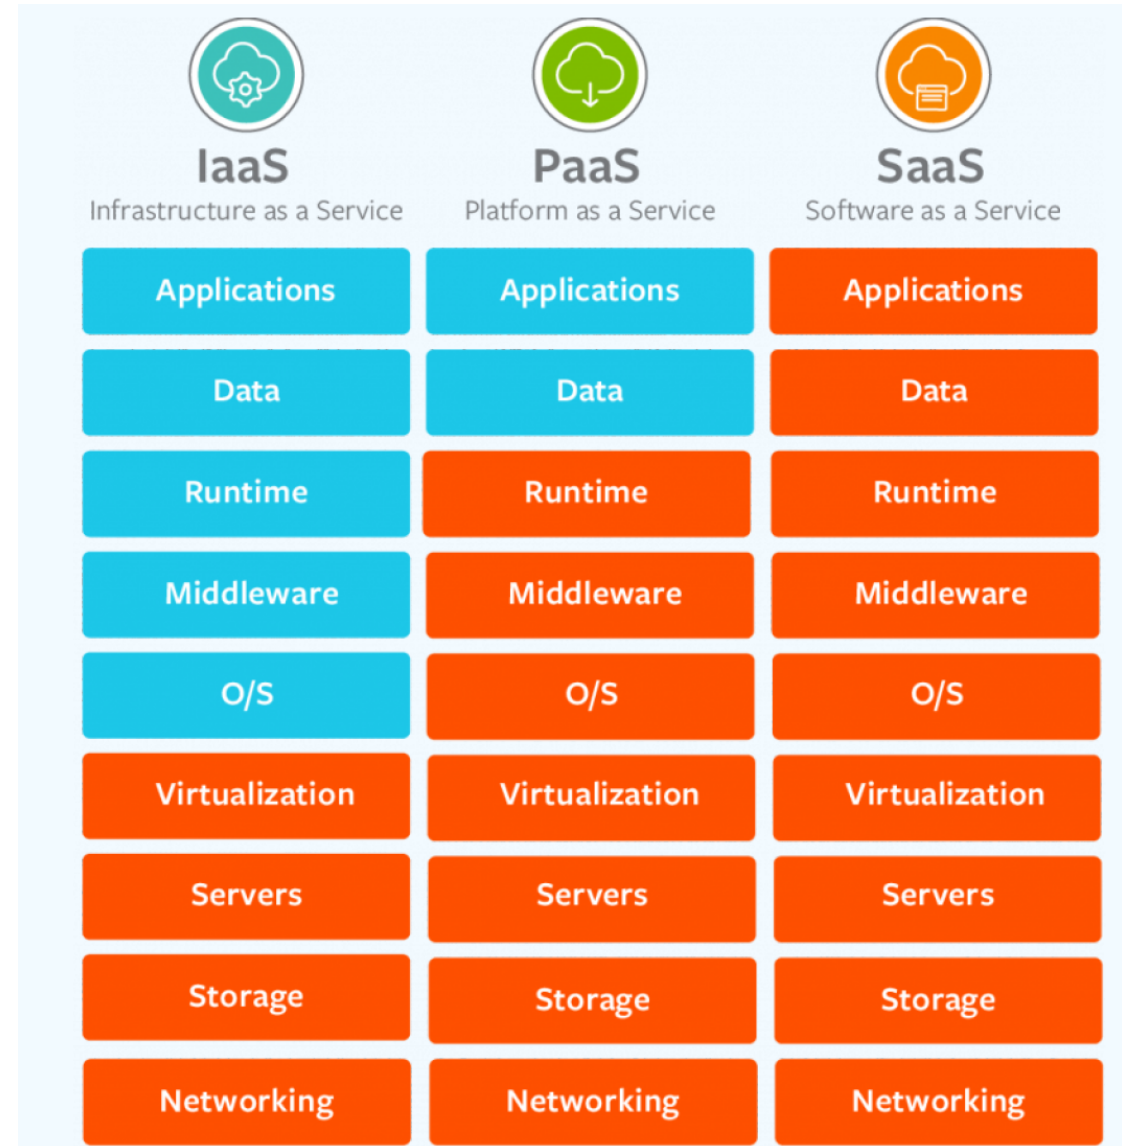 IaaS
Infrastructure as a Service
Applications
Data
Runtime
Middleware
O/S
Virtualization
Servers
Storage
Networking
PaaS
Platform as a Service
Applications
Data
Runtime
Middleware
O/S
Virtualization
Servers
Storage
Networking
SaaS
Software as a Service
Applications
Data
Runtime
Middleware
O/S
Virtualization
Servers
Storage
Networking